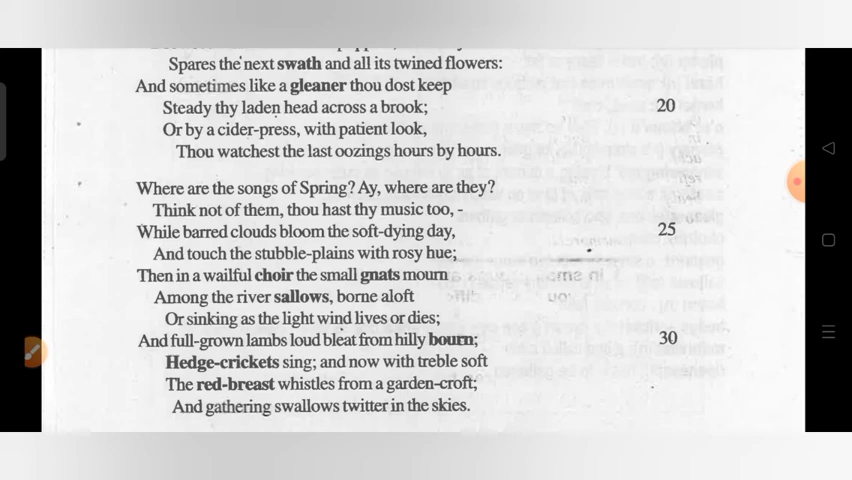 Spares the next swath and all its twined flowers:
And sometimes like a gleaner thou dost keep
Steady thy laden head across a brook; 20
Or by a cider-press, with patient look,
Thou watchest the last oozings hours by hours.
Where are the songs of Spring? Ay, where are they?
Think not of them, thou hast thy music too, -
While barred clouds bloom the soft-dying day, 25
And touch the stubble-plains with rosy hue;
Then in a wailful choir the small gnats mourn
Among the river sallows, borne aloft
Or sinking as the light wind lives or dies;
And full-grown lambs loud bleat from hilly bourn; 30
Hedge-crickets sing; and now with treble soft
The red-breast whistles from a garden-croft;
And gathering swallows twitter in the skies.